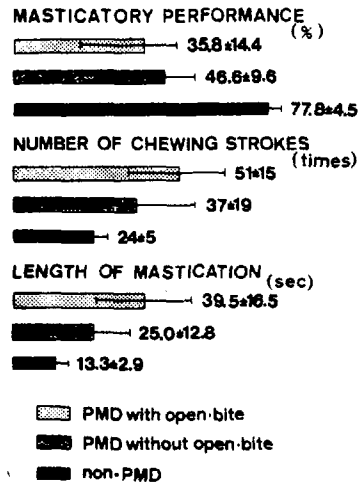 MASTICATORY PERFORMANCE
(%)
35.8±14.4
46.6±9.6
77.8±4.5
NUMBER OF CHEWING STROKES
(times)
51±15
37±19
24±5
LENGTH OF MASTICATION (sec)
39.5±16.5
25.0±12.8
13.3±2.9
PMD with open-bite
PMD without open-bite
non-PMD